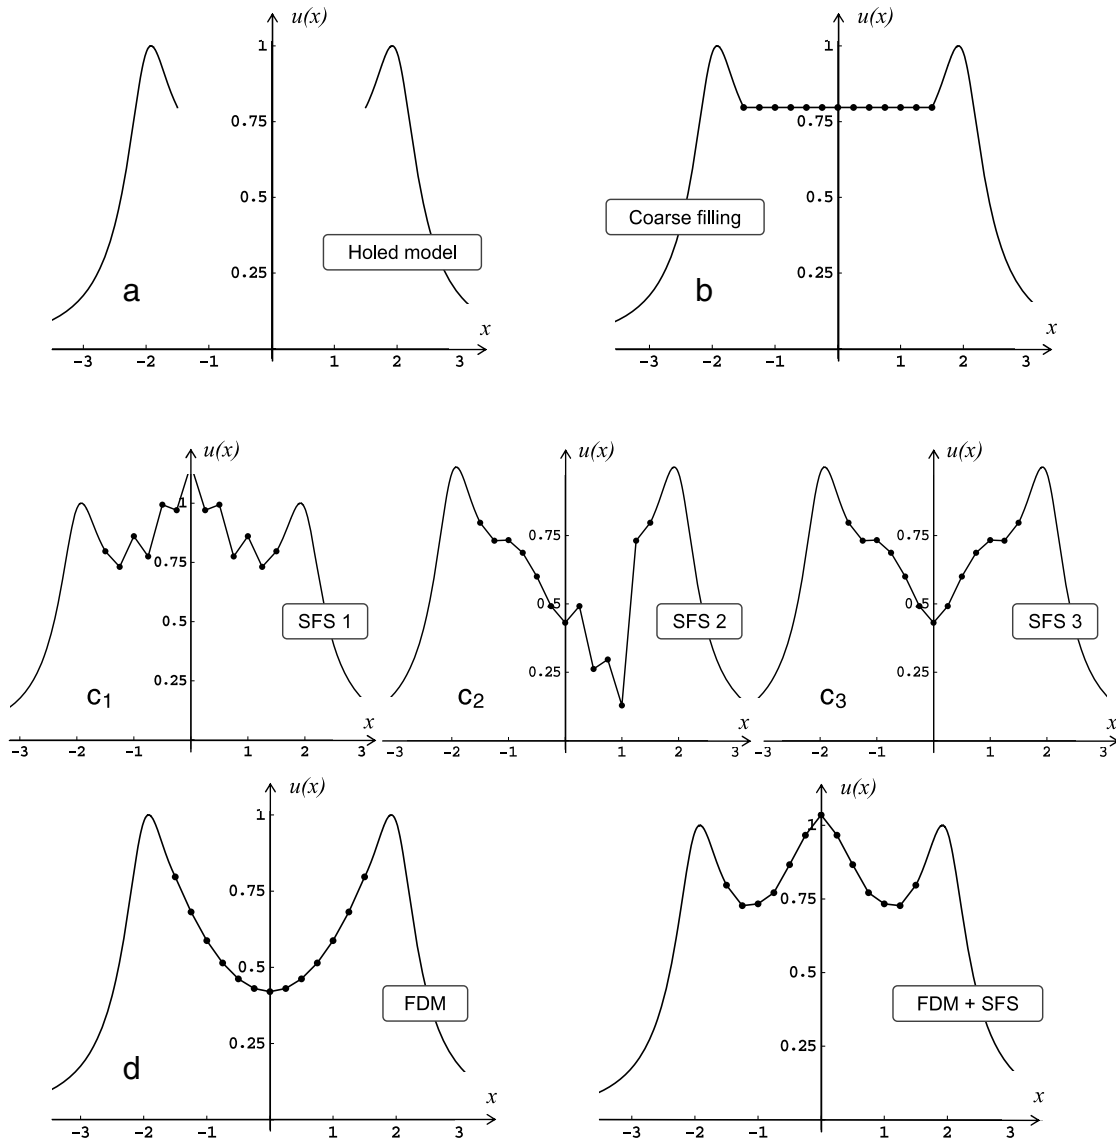 u(x)
1
0.75
0.5
0.25
Holed model
a
x
-3 -2 -1 1 2 3
u(x)
1
0.75
0.5
0.25
Coarse filling
b
x
-3 -2 -1 1 2 3
u(x)
1
0.75
0.5
0.25
SFS 1
c1
x
-3 -2 -1 1 2 3
u(x)
0.75
0.5
0.25
SFS 2
c2
x
-3 -2 -1 1 2 3
u(x)
0.75
0.5
0.25
SFS 3
c3
x
-3 -2 -1 1 2 3
u(x)
1
0.75
0.5
0.25
FDM
d
x
-3 -2 -1 1 2 3
u(x)
1
0.75
0.5
0.25
FDM + SFS
x
-3 -2 -1 1 2 3